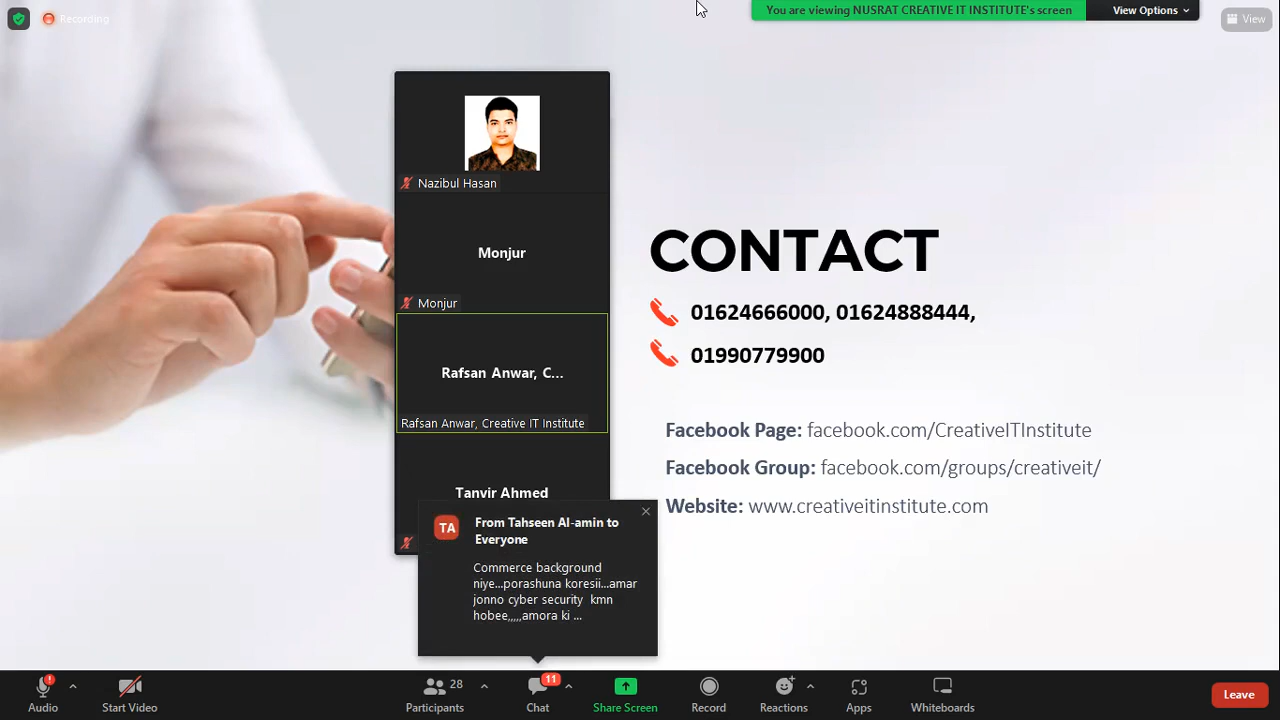 Recording
You are viewing NUSRAT CREATIVE IT INSTITUTE's screen
View Options
View
Nazibul Hasan
Monjur
Monjur
Rafsan Anwar, C...
Rafsan Anwar, Creative IT Institute
Tanvir Ahmed
CONTACT
01624666000, 01624888444,
01990779900
Facebook Page: facebook.com/CreativeITInstitute
Facebook Group: facebook.com/groups/creativeit/
Website: www.creativeitinstitute.com
TA
From Tahseen Al-amin to
Everyone
Commerce background
niye...porashuna koresii...amar
jonno cyber security kmn
hobee,,,,,amora ki ...
Audio
Start Video
28
Participants
11
Chat
Share Screen
Record
Reactions
Apps
Whiteboards
Leave